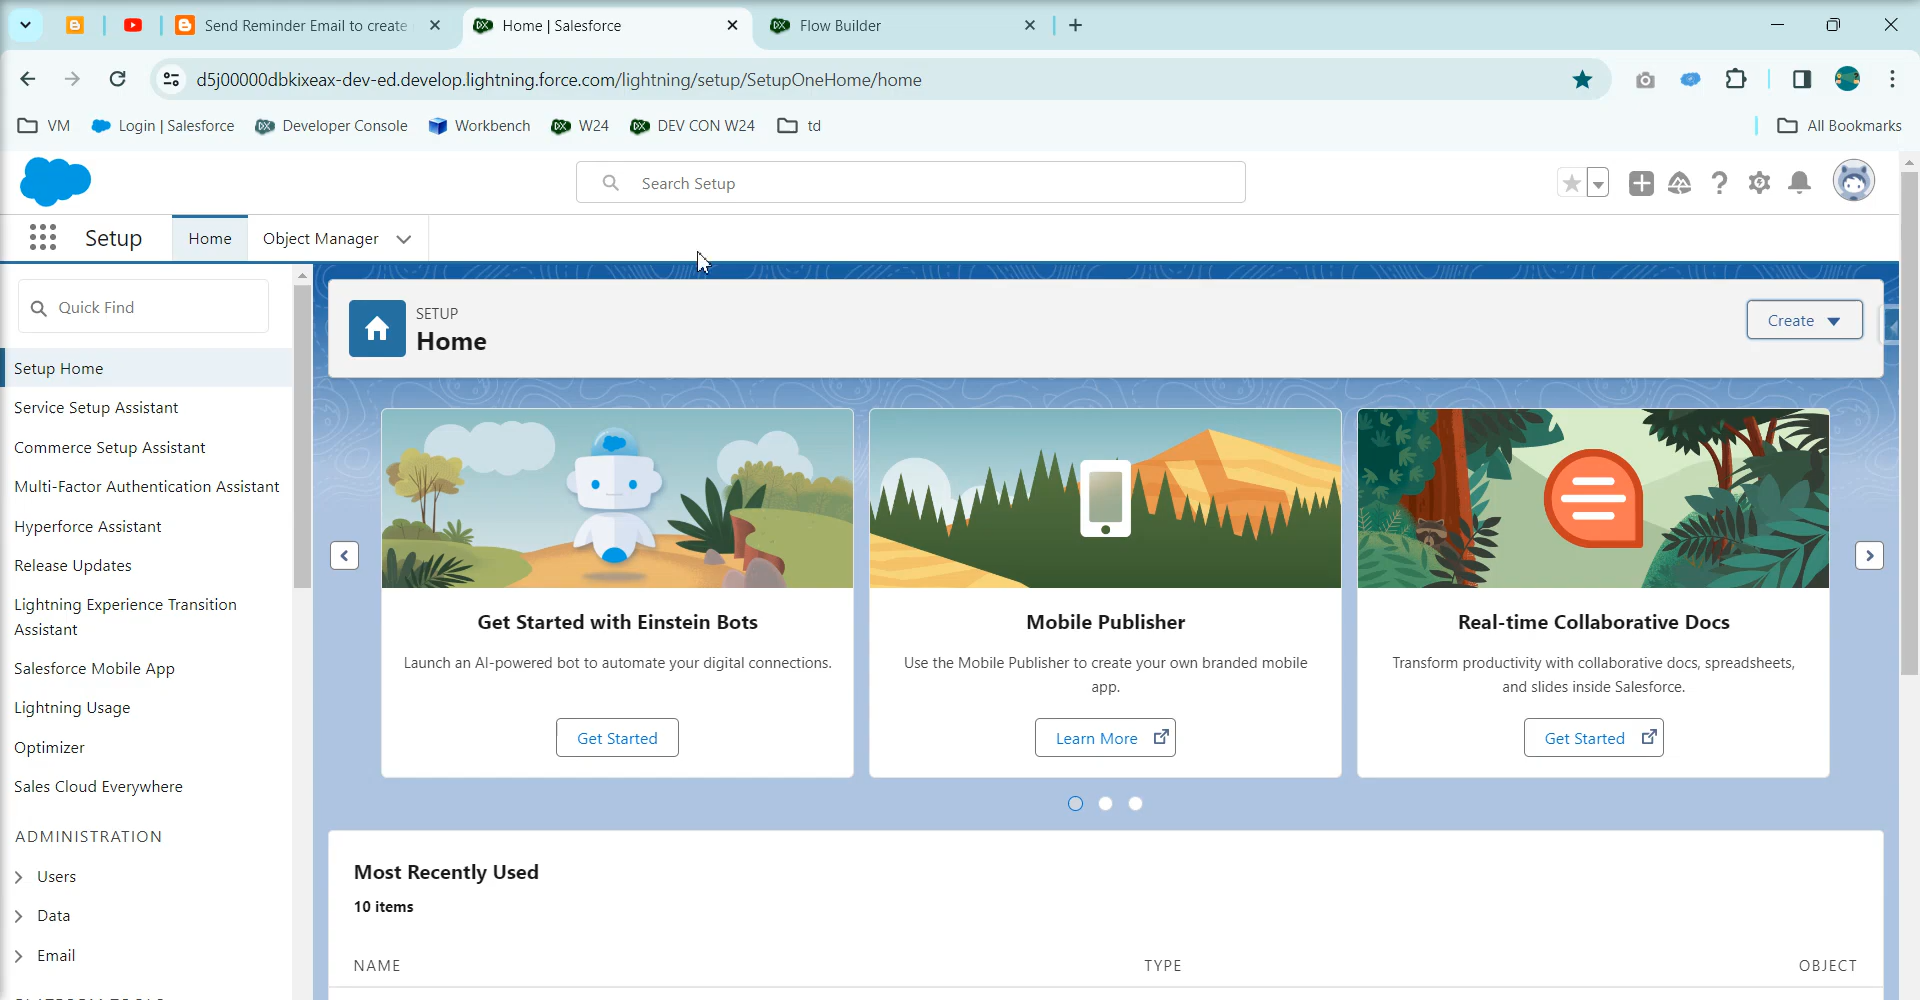 Send Reminder Email to create
Home | Salesforce
Flow Builder
d5j00000dbkixeax-dev-ed.develop.lightning.force.com/lightning/setup/SetupOneHome/home
VM
Login | Salesforce
Developer Console
Workbench
W24
DEV CON W24
td
All Bookmarks
Search Setup
Setup
Home
Object Manager
Quick Find
Setup Home
Service Setup Assistant
Commerce Setup Assistant
Multi-Factor Authentication Assistant
Hyperforce Assistant
Release Updates
Lightning Experience Transition
Assistant
Salesforce Mobile App
Lightning Usage
Optimizer
Sales Cloud Everywhere
ADMINISTRATION
Users
Data
Email
SETUP
Home
Create
Get Started with Einstein Bots
Launch an AI-powered bot to automate your digital connections.
Get Started
Mobile Publisher
Use the Mobile Publisher to create your own branded mobile
app.
Learn More
Real-time Collaborative Docs
Transform productivity with collaborative docs, spreadsheets,
and slides inside Salesforce.
Get Started
Most Recently Used
10 items
NAME
TYPE
OBJECT